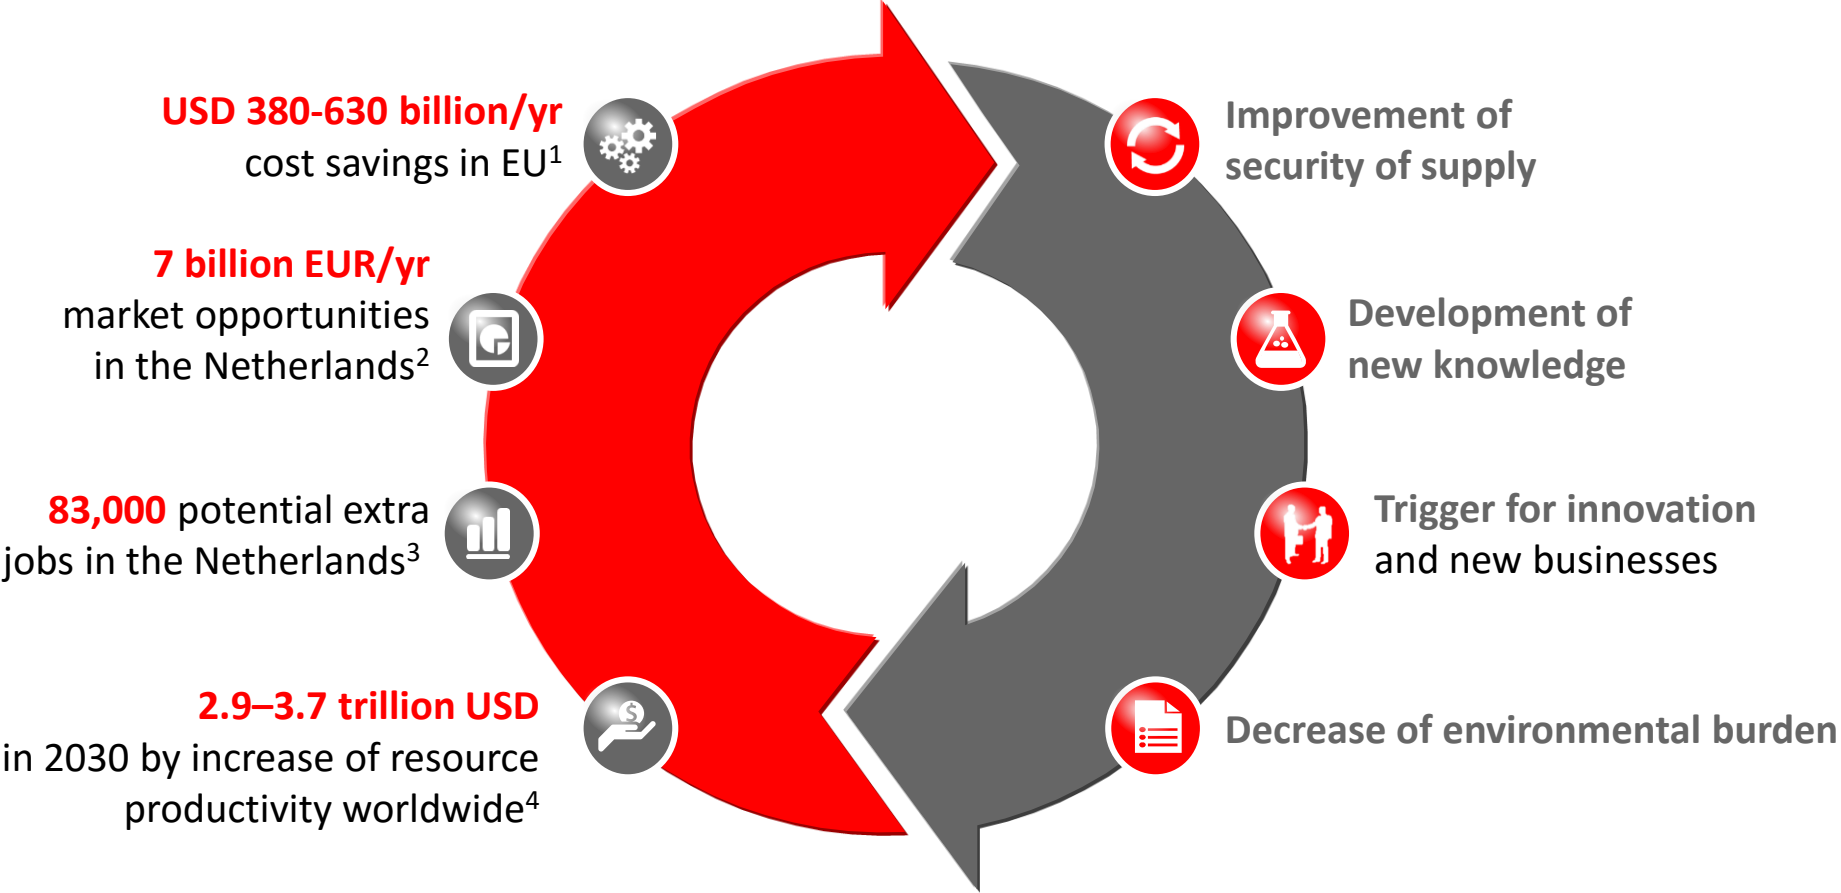 USD 380-630 billion/yr
cost savings in EU¹
7 billion EUR/yr
market opportunities
in the Netherlands²
83,000 potential extra
jobs in the Netherlands³
2.9–3.7 trillion USD
in 2030 by increase of resource
productivity worldwide⁴
Improvement of
security of supply
Development of
new knowledge
Trigger for innovation
and new businesses
Decrease of environmental burden
$